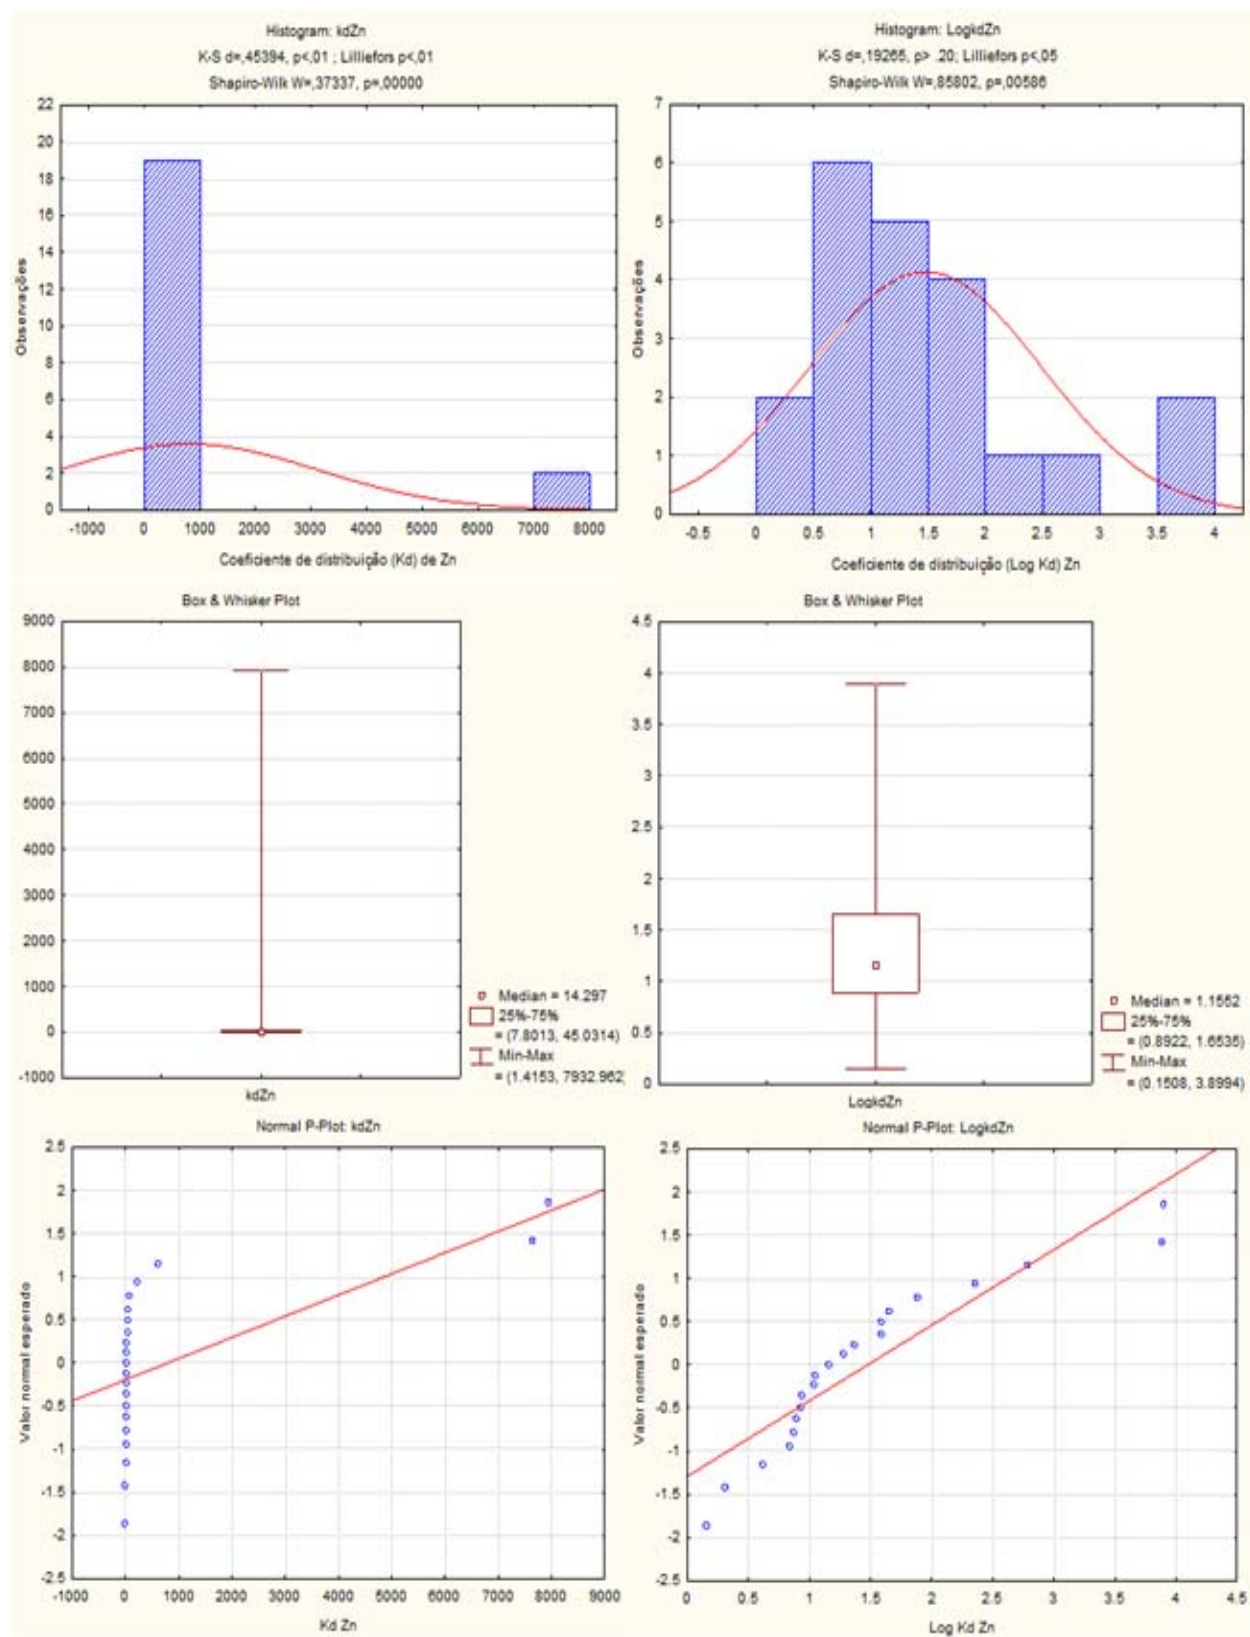 Histogram: kdZn
K-S d=,45394, p<,01 ; Lilliefors p<,01
Shapiro-Wilk W=,37337, p=,00000
22
20
18
16
14
12
10
8
6
4
2
0
Observações
-1000 0 1000 2000 3000 4000 5000 6000 7000 8000
Coeficiente de distribuição (Kd) de Zn
Histogram: LogkdZn
K-S d=,19265, p> .20; Lilliefors p<,05
Shapiro-Wilk W=,85802, p=,00586
7
6
5
4
3
2
1
0
Observações
-0.5 0 0.5 1 1.5 2 2.5 3 3.5 4
Coeficiente de distribuição (Log Kd) Zn
Box & Whisker Plot
9000
8000
7000
6000
5000
4000
3000
2000
1000
0
-1000
kdZn
Median = 14.297
25%-75%
= (7.8013, 45.0314)
Min-Max
= (1.4153, 7932.962)
Box & Whisker Plot
4.5
4
3.5
3
2.5
2
1.5
1
0.5
0
LogkdZn
Median = 1.1552
25%-75%
= (0.8922, 1.6535)
Min-Max
= (0.1508, 3.8994)
Normal P-Plot: kdZn
2.5
2
1.5
1
0.5
0
-0.5
-1
-1.5
-2
-2.5
Valor normal esperado
-1000 0 1000 2000 3000 4000 5000 6000 7000 8000 9000
Kd Zn
Normal P-Plot: LogkdZn
2.5
2
1.5
1
0.5
0
-0.5
-1
-1.5
-2
-2.5
Valor normal esperado
0 0.5 1 1.5 2 2.5 3 3.5 4 4.5
Log Kd Zn